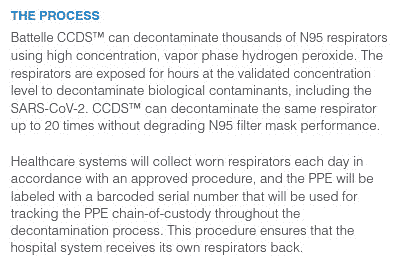 THE PROCESS
Battelle CCDS™ can decontaminate thousands of N95 respirators
using high concentration, vapor phase hydrogen peroxide. The
respirators are exposed for hours at the validated concentration
level to decontaminate biological contaminants, including the
SARS-CoV-2. CCDS™ can decontaminate the same respirator
up to 20 times without degrading N95 filter mask performance.
Healthcare systems will collect worn respirators each day in
accordance with an approved procedure, and the PPE will be
labeled with a barcoded serial number that will be used for
tracking the PPE chain-of-custody throughout the
decontamination process. This procedure ensures that the
hospital system receives its own respirators back.